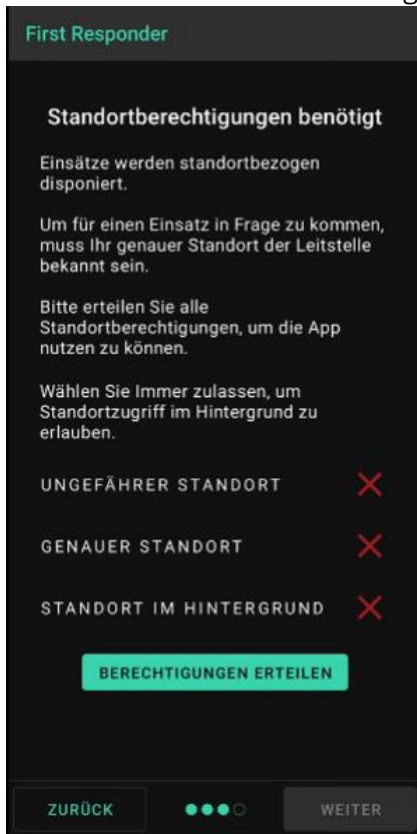 First Responder
Standortberechtigungen benötigt
Einsätze werden standortbezogen
disponiert.
Um für einen Einsatz in Frage zu kommen,
muss Ihr genauer Standort der Leitstelle
bekannt sein.
Bitte erteilen Sie alle
Standortberechtigungen, um die App
nutzen zu können.
Wählen Sie Immer zulassen, um
Standortzugriff im Hintergrund zu
erlauben.
UNGEFÄHRER STANDORT
GENAUER STANDORT
STANDORT IM HINTERGRUND
BERECHTIGUNGEN ERTEILEN
ZURÜCK WEITER